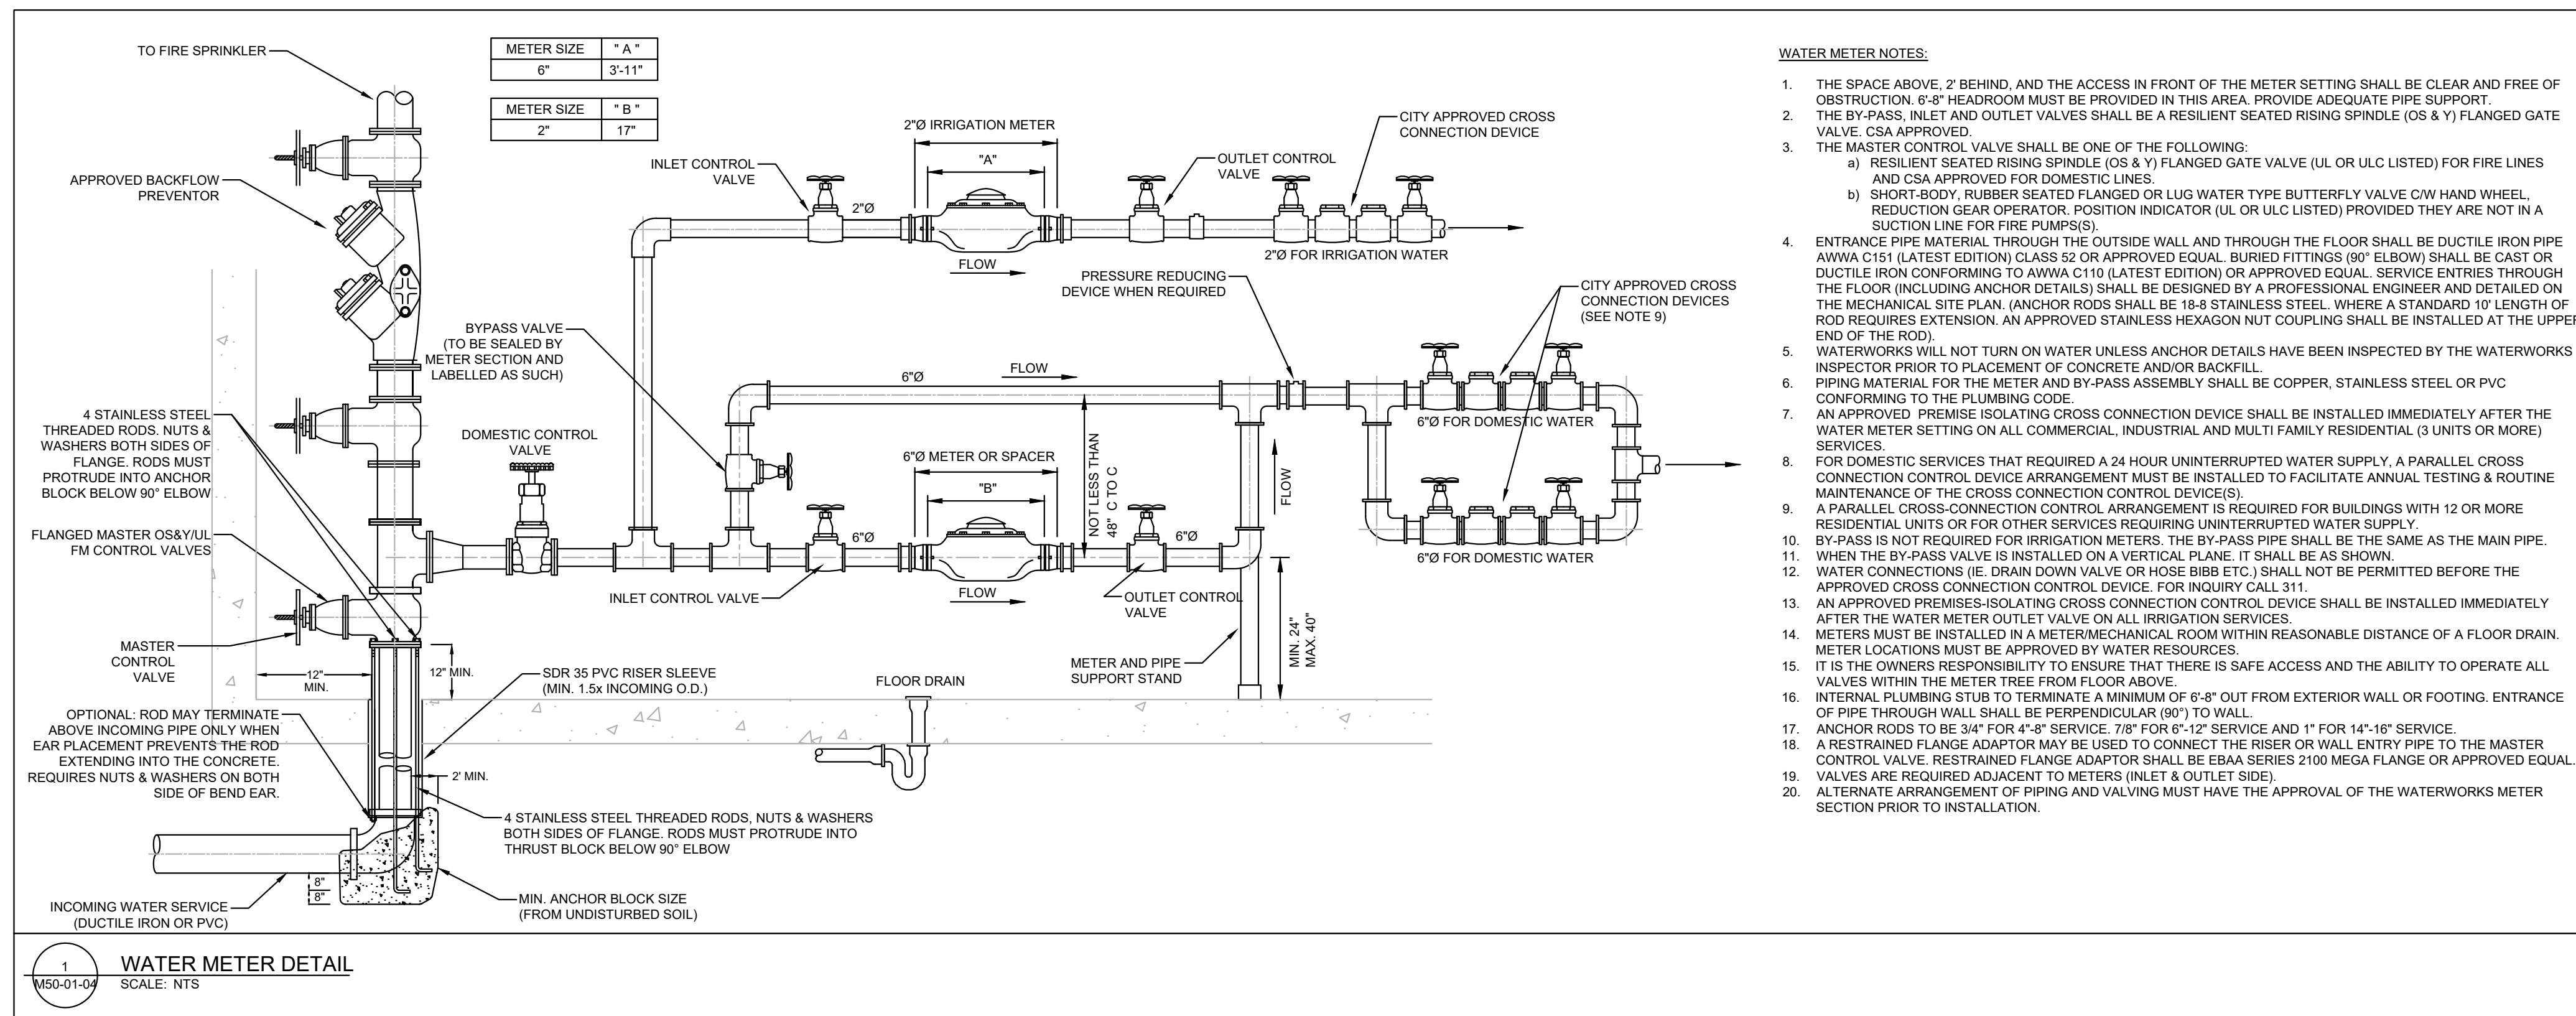 TO FIRE SPRINKLER
METER SIZE " A "
6" 3'-11"
METER SIZE " B "
2" 17"
APPROVED BACKFLOW
PREVENTOR
2"Ø IRRIGATION METER
"A"
INLET CONTROL
VALVE
2"Ø
FLOW
OUTLET CONTROL
VALVE
CITY APPROVED CROSS
CONNECTION DEVICE
2"Ø FOR IRRIGATION WATER
PRESSURE REDUCING
DEVICE WHEN REQUIRED
CITY APPROVED CROSS
CONNECTION DEVICES
(SEE NOTE 9)
BYPASS VALVE
(TO BE SEALED BY
METER SECTION AND
LABELLED AS SUCH)
6"Ø
FLOW
4 STAINLESS STEEL
THREADED RODS. NUTS &
WASHERS BOTH SIDES OF
FLANGE. RODS MUST
PROTRUDE INTO ANCHOR
BLOCK BELOW 90° ELBOW
DOMESTIC CONTROL
VALVE
6"Ø METER OR SPACER
"B"
NOT LESS THAN
48" C TO C
FLOW
6"Ø FOR DOMESTIC WATER
6"Ø FOR DOMESTIC WATER
FLANGED MASTER OS&Y/UL
FM CONTROL VALVES
6"Ø
6"Ø
INLET CONTROL VALVE
FLOW
OUTLET CONTROL
VALVE
MIN. 24"
MAX. 40"
MASTER
CONTROL
VALVE
12"
MIN.
12" MIN.
SDR 35 PVC RISER SLEEVE
(MIN. 1.5x INCOMING O.D.)
FLOOR DRAIN
METER AND PIPE
SUPPORT STAND
OPTIONAL: ROD MAY TERMINATE
ABOVE INCOMING PIPE ONLY WHEN
EAR PLACEMENT PREVENTS THE ROD
EXTENDING INTO THE CONCRETE.
REQUIRES NUTS & WASHERS ON BOTH
SIDE OF BEND EAR.
2' MIN.
4 STAINLESS STEEL THREADED RODS, NUTS & WASHERS
BOTH SIDES OF FLANGE. RODS MUST PROTRUDE INTO
THRUST BLOCK BELOW 90° ELBOW
8"
8"
INCOMING WATER SERVICE
(DUCTILE IRON OR PVC)
MIN. ANCHOR BLOCK SIZE
(FROM UNDISTURBED SOIL)
WATER METER NOTES:
1. THE SPACE ABOVE, 2' BEHIND, AND THE ACCESS IN FRONT OF THE METER SETTING SHALL BE CLEAR AND FREE OF
OBSTRUCTION. 6'-8" HEADROOM MUST BE PROVIDED IN THIS AREA. PROVIDE ADEQUATE PIPE SUPPORT.
2. THE BY-PASS, INLET AND OUTLET VALVES SHALL BE A RESILIENT SEATED RISING SPINDLE (OS & Y) FLANGED GATE
VALVE. CSA APPROVED.
3. THE MASTER CONTROL VALVE SHALL BE ONE OF THE FOLLOWING:
a) RESILIENT SEATED RISING SPINDLE (OS & Y) FLANGED GATE VALVE (UL OR ULC LISTED) FOR FIRE LINES
AND CSA APPROVED FOR DOMESTIC LINES.
b) SHORT-BODY, RUBBER SEATED FLANGED OR LUG WATER TYPE BUTTERFLY VALVE C/W HAND WHEEL,
REDUCTION GEAR OPERATOR. POSITION INDICATOR (UL OR ULC LISTED) PROVIDED THEY ARE NOT IN A
SUCTION LINE FOR FIRE PUMPS(S).
4. ENTRANCE PIPE MATERIAL THROUGH THE OUTSIDE WALL AND THROUGH THE FLOOR SHALL BE DUCTILE IRON PIPE
AWWA C151 (LATEST EDITION) CLASS 52 OR APPROVED EQUAL. BURIED FITTINGS (90° ELBOW) SHALL BE CAST OR
DUCTILE IRON CONFORMING TO AWWA C110 (LATEST EDITION) OR APPROVED EQUAL. SERVICE ENTRIES THROUGH
THE FLOOR (INCLUDING ANCHOR DETAILS) SHALL BE DESIGNED BY A PROFESSIONAL ENGINEER AND DETAILED ON
THE MECHANICAL SITE PLAN. (ANCHOR RODS SHALL BE 18-8 STAINLESS STEEL. WHERE A STANDARD 10' LENGTH OF
ROD REQUIRES EXTENSION. AN APPROVED STAINLESS HEXAGON NUT COUPLING SHALL BE INSTALLED AT THE UPPER
END OF THE ROD).
5. WATERWORKS WILL NOT TURN ON WATER UNLESS ANCHOR DETAILS HAVE BEEN INSPECTED BY THE WATERWORKS
INSPECTOR PRIOR TO PLACEMENT OF CONCRETE AND/OR BACKFILL.
6. PIPING MATERIAL FOR THE METER AND BY-PASS ASSEMBLY SHALL BE COPPER, STAINLESS STEEL OR PVC
CONFORMING TO THE PLUMBING CODE.
7. AN APPROVED PREMISE ISOLATING CROSS CONNECTION DEVICE SHALL BE INSTALLED IMMEDIATELY AFTER THE
WATER METER SETTING ON ALL COMMERCIAL, INDUSTRIAL AND MULTI FAMILY RESIDENTIAL (3 UNITS OR MORE)
SERVICES.
8. FOR DOMESTIC SERVICES THAT REQUIRED A 24 HOUR UNINTERRUPTED WATER SUPPLY, A PARALLEL CROSS
CONNECTION CONTROL DEVICE ARRANGEMENT MUST BE INSTALLED TO FACILITATE ANNUAL TESTING & ROUTINE
MAINTENANCE OF THE CROSS CONNECTION CONTROL DEVICE(S).
9. A PARALLEL CROSS-CONNECTION CONTROL ARRANGEMENT IS REQUIRED FOR BUILDINGS WITH 12 OR MORE
RESIDENTIAL UNITS OR FOR OTHER SERVICES REQUIRING UNINTERRUPTED WATER SUPPLY.
10. BY-PASS IS NOT REQUIRED FOR IRRIGATION METERS. THE BY-PASS PIPE SHALL BE THE SAME AS THE MAIN PIPE.
11. WHEN THE BY-PASS VALVE IS INSTALLED ON A VERTICAL PLANE. IT SHALL BE AS SHOWN.
12. WATER CONNECTIONS (IE. DRAIN DOWN VALVE OR HOSE BIBB ETC.) SHALL NOT BE PERMITTED BEFORE THE
APPROVED CROSS CONNECTION CONTROL DEVICE. FOR INQUIRY CALL 311.
13. AN APPROVED PREMISES-ISOLATING CROSS CONNECTION CONTROL DEVICE SHALL BE INSTALLED IMMEDIATELY
AFTER THE WATER METER OUTLET VALVE ON ALL IRRIGATION SERVICES.
14. METERS MUST BE INSTALLED IN A METER/MECHANICAL ROOM WITHIN REASONABLE DISTANCE OF A FLOOR DRAIN.
METER LOCATIONS MUST BE APPROVED BY WATER RESOURCES.
15. IT IS THE OWNERS RESPONSIBILITY TO ENSURE THAT THERE IS SAFE ACCESS AND THE ABILITY TO OPERATE ALL
VALVES WITHIN THE METER TREE FROM FLOOR ABOVE.
16. INTERNAL PLUMBING STUB TO TERMINATE A MINIMUM OF 6'-8" OUT FROM EXTERIOR WALL OR FOOTING. ENTRANCE
OF PIPE THROUGH WALL SHALL BE PERPENDICULAR (90°) TO WALL.
17. ANCHOR RODS TO BE 3/4" FOR 4"-8" SERVICE. 7/8" FOR 6"-12" SERVICE AND 1" FOR 14"-16" SERVICE.
18. A RESTRAINED FLANGE ADAPTOR MAY BE USED TO CONNECT THE RISER OR WALL ENTRY PIPE TO THE MASTER
CONTROL VALVE. RESTRAINED FLANGE ADAPTOR SHALL BE EBAA SERIES 2100 MEGA FLANGE OR APPROVED EQUAL.
19. VALVES ARE REQUIRED ADJACENT TO METERS (INLET & OUTLET SIDE).
20. ALTERNATE ARRANGEMENT OF PIPING AND VALVING MUST HAVE THE APPROVAL OF THE WATERWORKS METER
SECTION PRIOR TO INSTALLATION.
1
M50-01-04
WATER METER DETAIL
SCALE: NTS